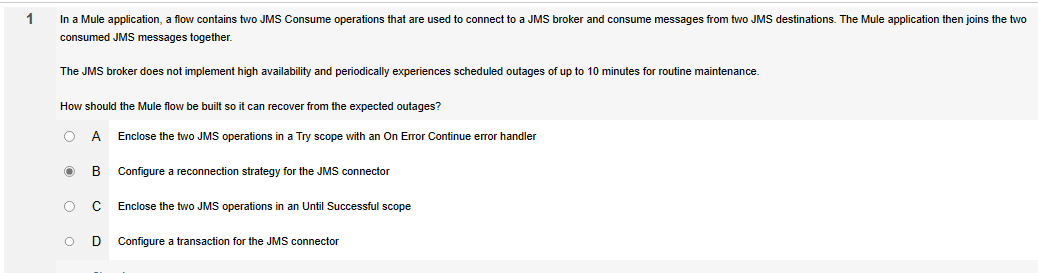 1 In a Mule application, a flow contains two JMS Consume operations that are used to connect to a JMS broker and consume messages from two JMS destinations. The Mule application then joins the two
consumed JMS messages together.
The JMS broker does not implement high availability and periodically experiences scheduled outages of up to 10 minutes for routine maintenance.
How should the Mule flow be built so it can recover from the expected outages?
A Enclose the two JMS operations in a Try scope with an On Error Continue error handler
B Configure a reconnection strategy for the JMS connector
C Enclose the two JMS operations in an Until Successful scope
D Configure a transaction for the JMS connector